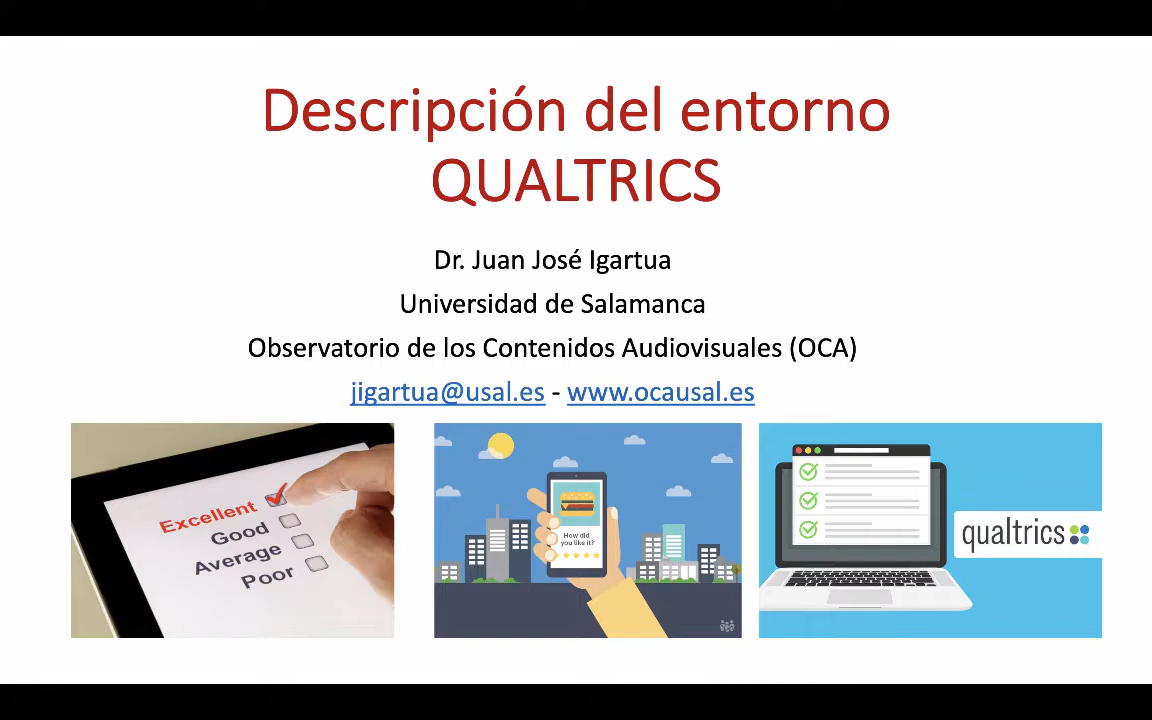 Descripción del entorno
QUALTRICS
Dr. Juan José Igartua
Universidad de Salamanca
Observatorio de los Contenidos Audiovisuales (OCA)
jigartua@usal.es - www.ocausal.es
Excellent
Good
Average
Poor
How did
you like it?
qualtrics